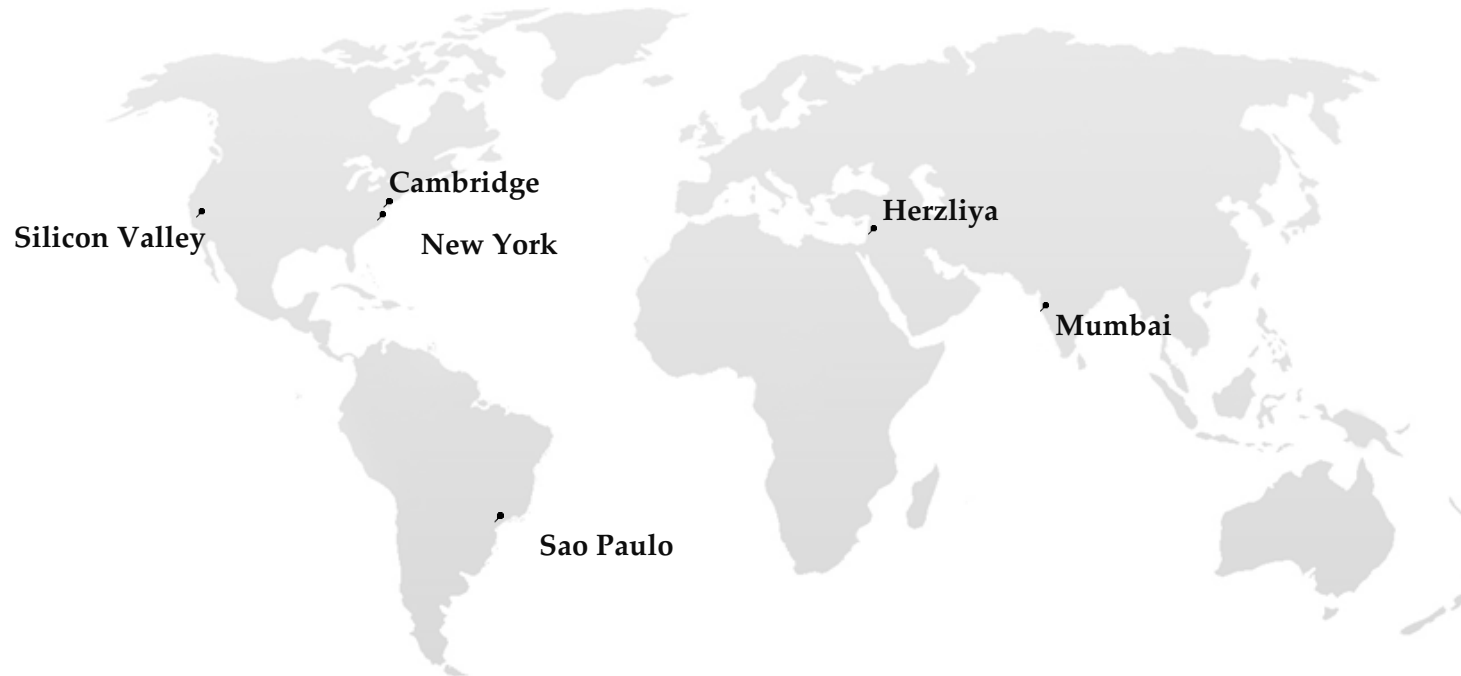 Cambridge
Herzliya
Silicon Valley
New York
Mumbai
Sao Paulo